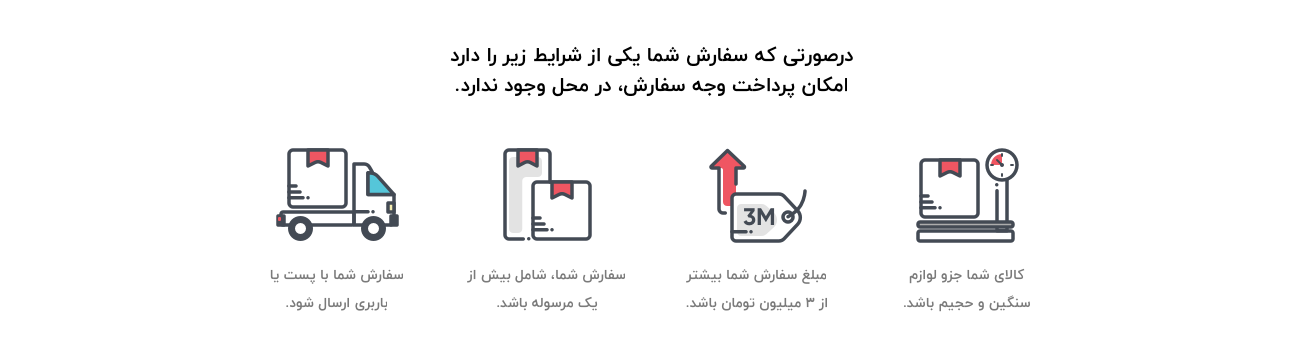 درصورتی که سفارش شما یکی از شرایط زیر را دارد
امکان پرداخت وجه سفارش، در محل وجود ندارد.
3M
کالای شما جزو لوازم
سنگین و حجیم باشد.
مبلغ سفارش شما بیشتر
از ۳ میلیون تومان باشد.
سفارش شما، شامل بیش از
یک مرسوله باشد.
سفارش شما با پست یا
باربری ارسال شود.